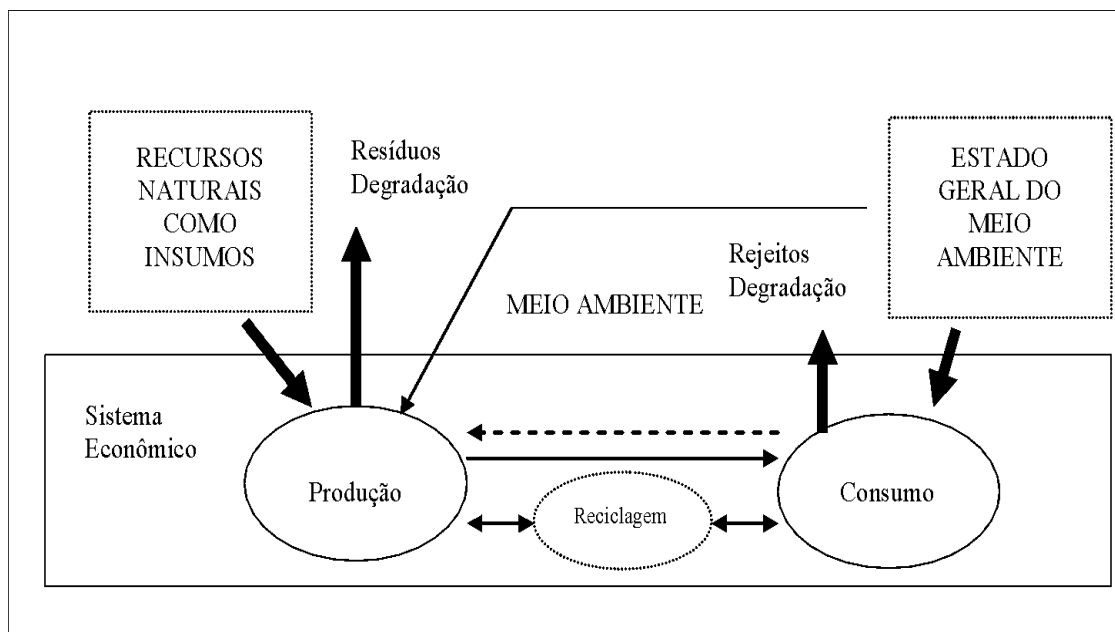 RECURSOS
NATURAIS
COMO
INSUMOS
Resíduos
Degradação
ESTADO
GERAL DO
MEIO
AMBIENTE
Rejeitos
Degradação
MEIO AMBIENTE
Sistema
Econômico
Produção
Reciclagem
Consumo